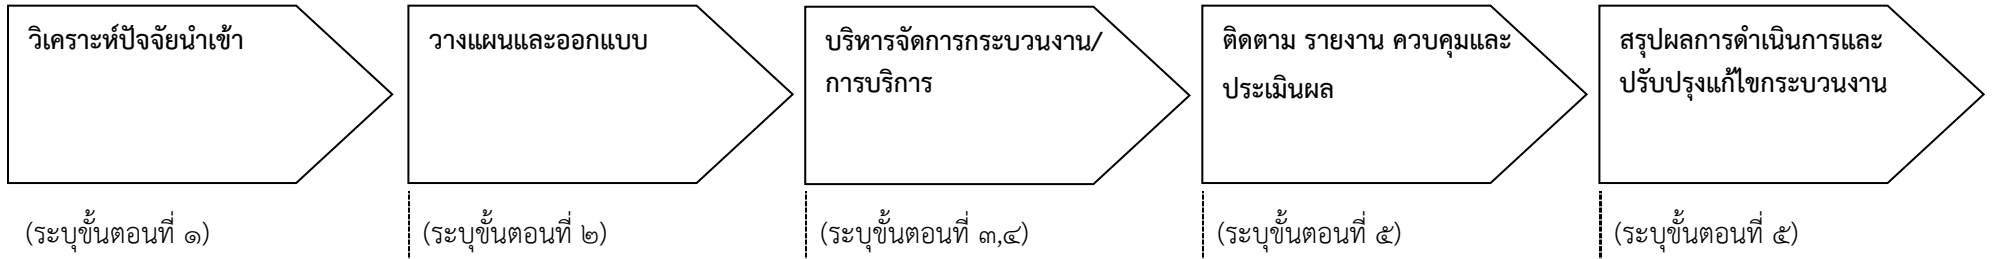 วิเคราะห์ปัจจัยนำเข้า
วางแผนและออกแบบ
บริหารจัดการกระบวนงาน/
การบริการ
ติดตาม รายงาน ควบคุมและ
ประเมินผล
สรุปผลการดำเนินการและ
ปรับปรุงแก้ไขกระบวนงาน
(ระบุขั้นตอนที่ ๑)
(ระบุขั้นตอนที่ ๒)
(ระบุขั้นตอนที่ ๓,๔)
(ระบุขั้นตอนที่ ๕)
(ระบุขั้นตอนที่ ๕)